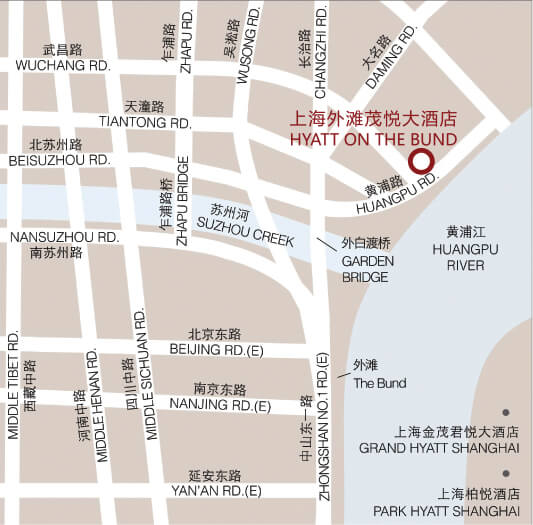 武昌路
WUCHANG RD.
乍浦路
ZHAPU RD.
吴淞路
WUSONG RD.
长治路
CHANGZHI RD.
大名路
DAMING RD.
天潼路
TIANTONG RD.
上海外滩茂悦大酒店
HYATT ON THE BUND
北苏州路
BEISUZHOU RD.
黄浦路
HUANGPU RD.
乍浦路桥
ZHAPU BRIDGE
苏州河
SUZHOU CREEK
NANSUZHOU RD.
南苏州路
外白渡桥
GARDEN
BRIDGE
黄浦江
HUANGPU
RIVER
北京东路
BEIJING RD.(E)
外滩
The Bund
MIDDLE TIBET RD.
西藏中路
河南中路
MIDDLE HENAN RD.
四川中路
MIDDLE SICHUAN RD.
南京东路
NANJING RD.(E)
中山东一路
ZHONGSHAN NO.1 RD.(E)
上海金茂君悦大酒店
GRAND HYATT SHANGHAI
延安东路
YAN'AN RD.(E)
上海柏悦酒店
PARK HYATT SHANGHAI